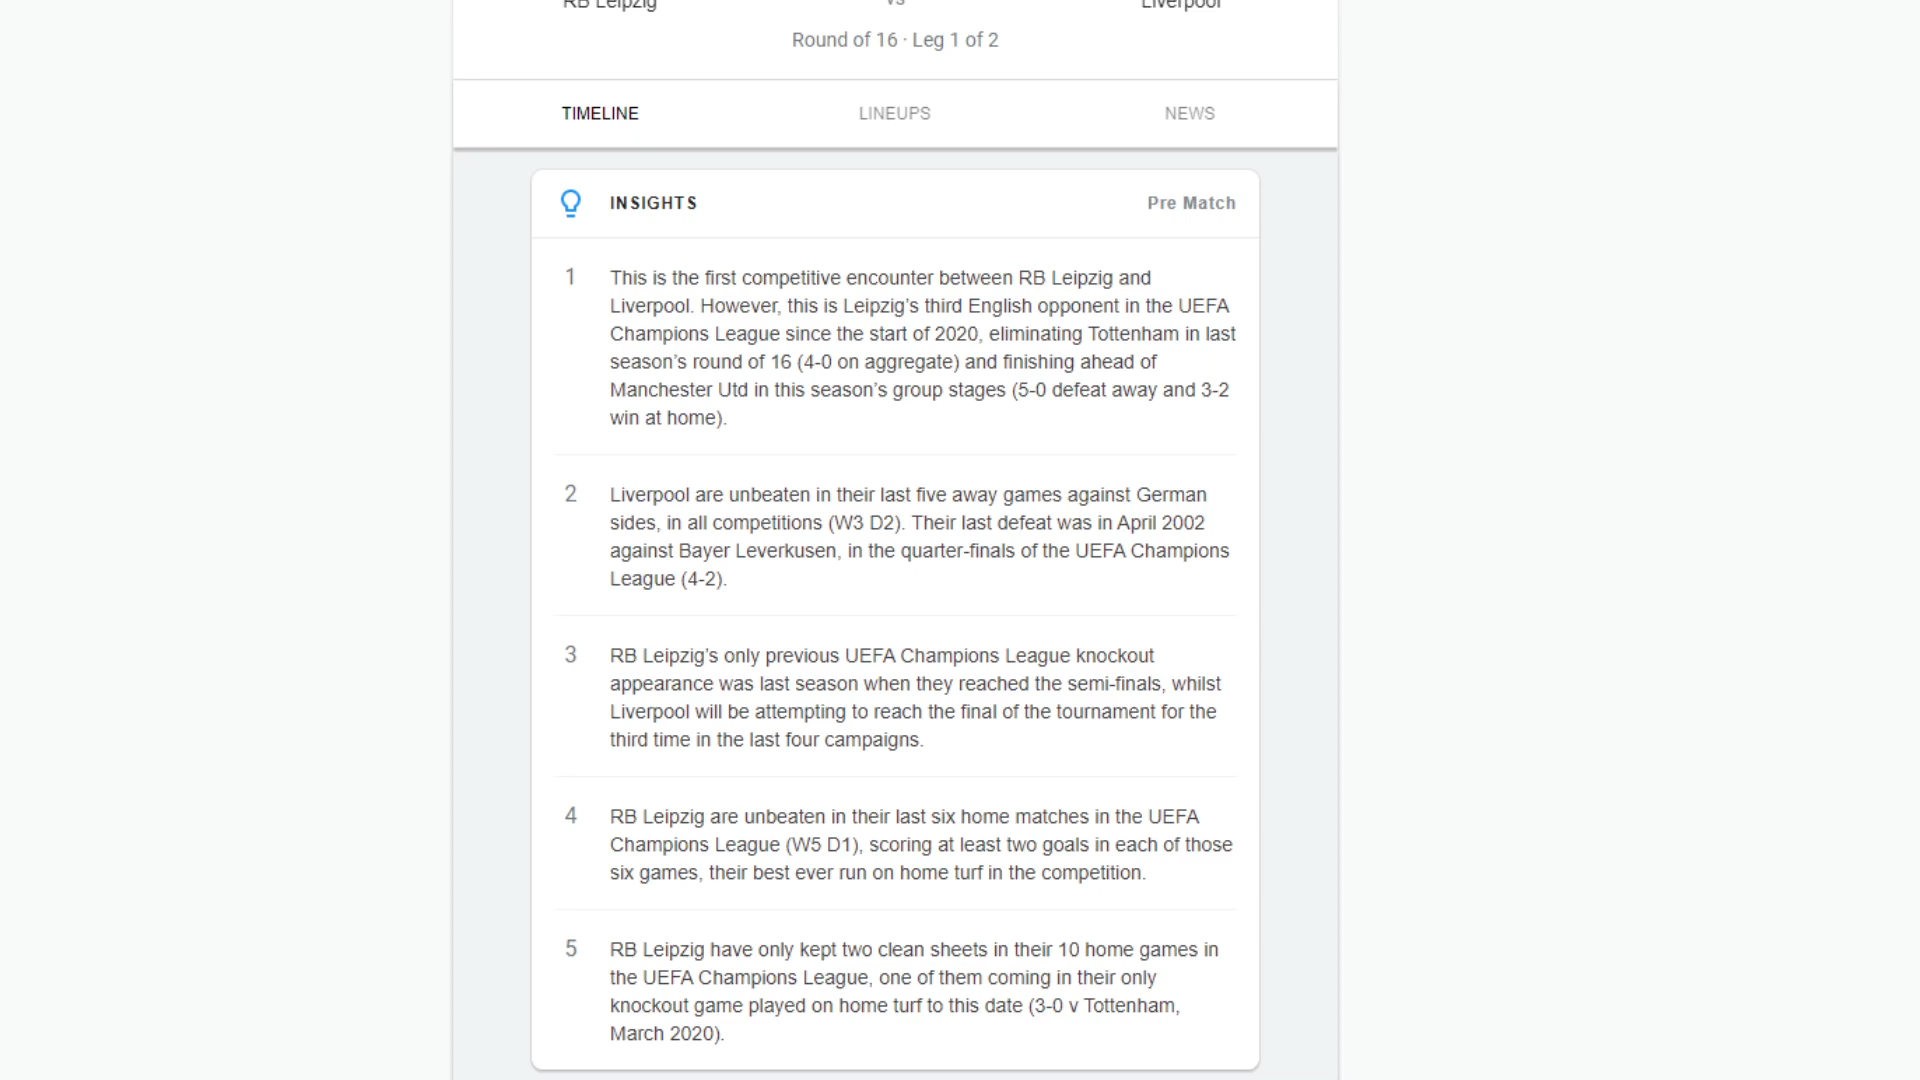 RB Leipzig vs Liverpool
Round of 16 · Leg 1 of 2
TIMELINE LINEUPS NEWS
INSIGHTS Pre Match
1 This is the first competitive encounter between RB Leipzig and
Liverpool. However, this is Leipzig’s third English opponent in the UEFA
Champions League since the start of 2020, eliminating Tottenham in last
season’s round of 16 (4-0 on aggregate) and finishing ahead of
Manchester Utd in this season’s group stages (5-0 defeat away and 3-2
win at home).
2 Liverpool are unbeaten in their last five away games against German
sides, in all competitions (W3 D2). Their last defeat was in April 2002
against Bayer Leverkusen, in the quarter-finals of the UEFA Champions
League (4-2).
3 RB Leipzig’s only previous UEFA Champions League knockout
appearance was last season when they reached the semi-finals, whilst
Liverpool will be attempting to reach the final of the tournament for the
third time in the last four campaigns.
4 RB Leipzig are unbeaten in their last six home matches in the UEFA
Champions League (W5 D1), scoring at least two goals in each of those
six games, their best ever run on home turf in the competition.
5 RB Leipzig have only kept two clean sheets in their 10 home games in
the UEFA Champions League, one of them coming in their only
knockout game played on home turf to this date (3-0 v Tottenham,
March 2020).